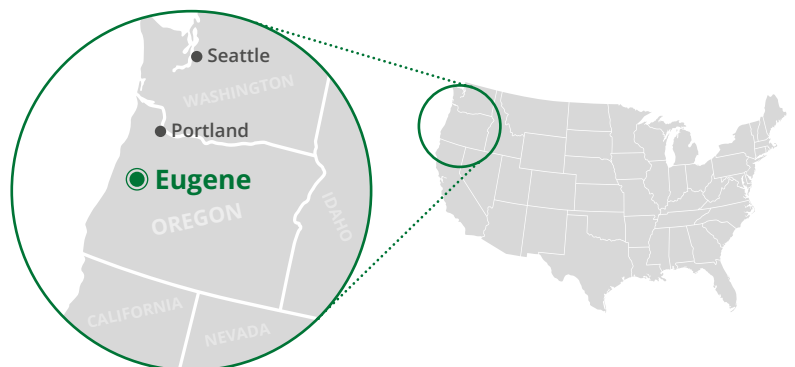 Seattle
WASHINGTON
Portland
Eugene
OREGON
IDAHO
CALIFORNIA
NEVADA